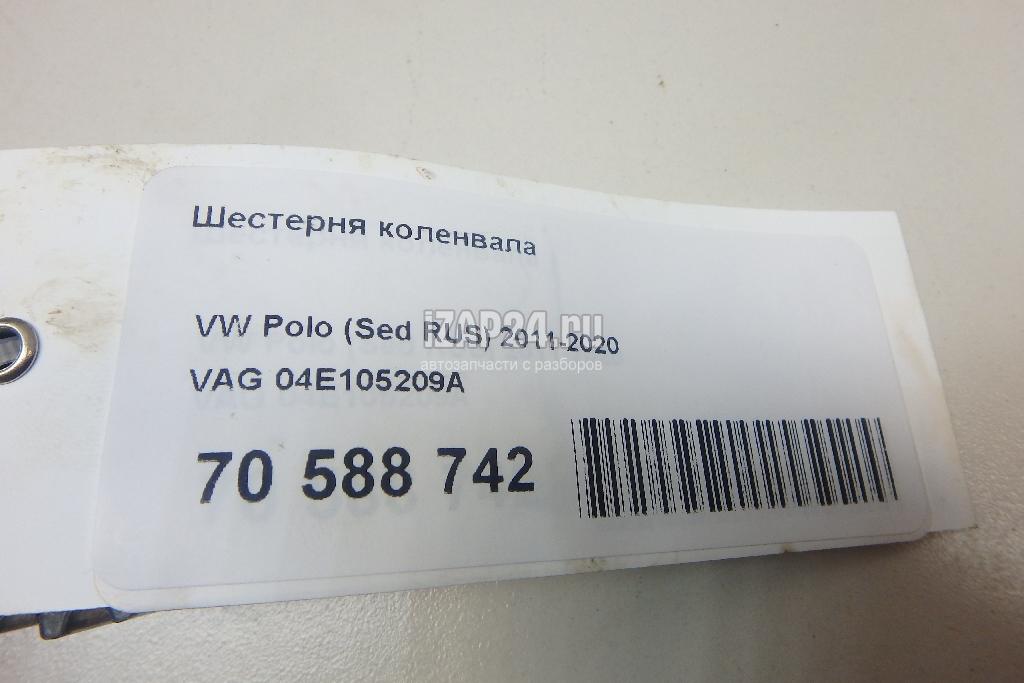 Шестерня коленвала
VW Polo (Sed RUS) 2011-2020
iZAP24.ru
автозапчасти с разборов
VAG 04E105209A
70 588 742